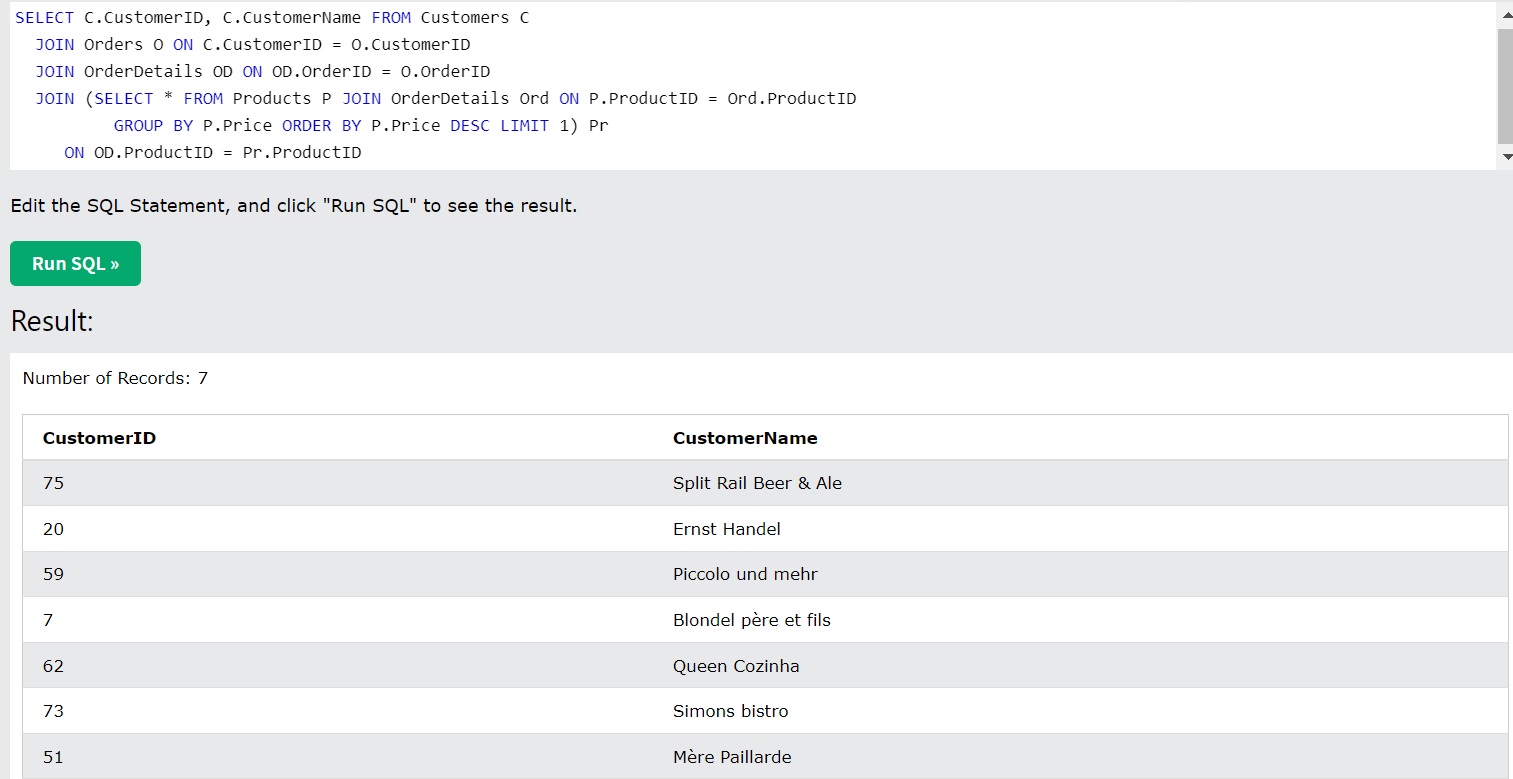 SELECT C.CustomerID, C.CustomerName FROM Customers C
JOIN Orders O ON C.CustomerID = O.CustomerID
JOIN OrderDetails OD ON OD.OrderID = O.OrderID
JOIN (SELECT * FROM Products P JOIN OrderDetails Ord ON P.ProductID = Ord.ProductID
GROUP BY P.Price ORDER BY P.Price DESC LIMIT 1) Pr
ON OD.ProductID = Pr.ProductID
Edit the SQL Statement, and click "Run SQL" to see the result.
Run SQL »
Result:
Number of Records: 7
CustomerID CustomerName
75 Split Rail Beer & Ale
20 Ernst Handel
59 Piccolo und mehr
7 Blondel père et fils
62 Queen Cozinha
73 Simons bistro
51 Mère Paillarde